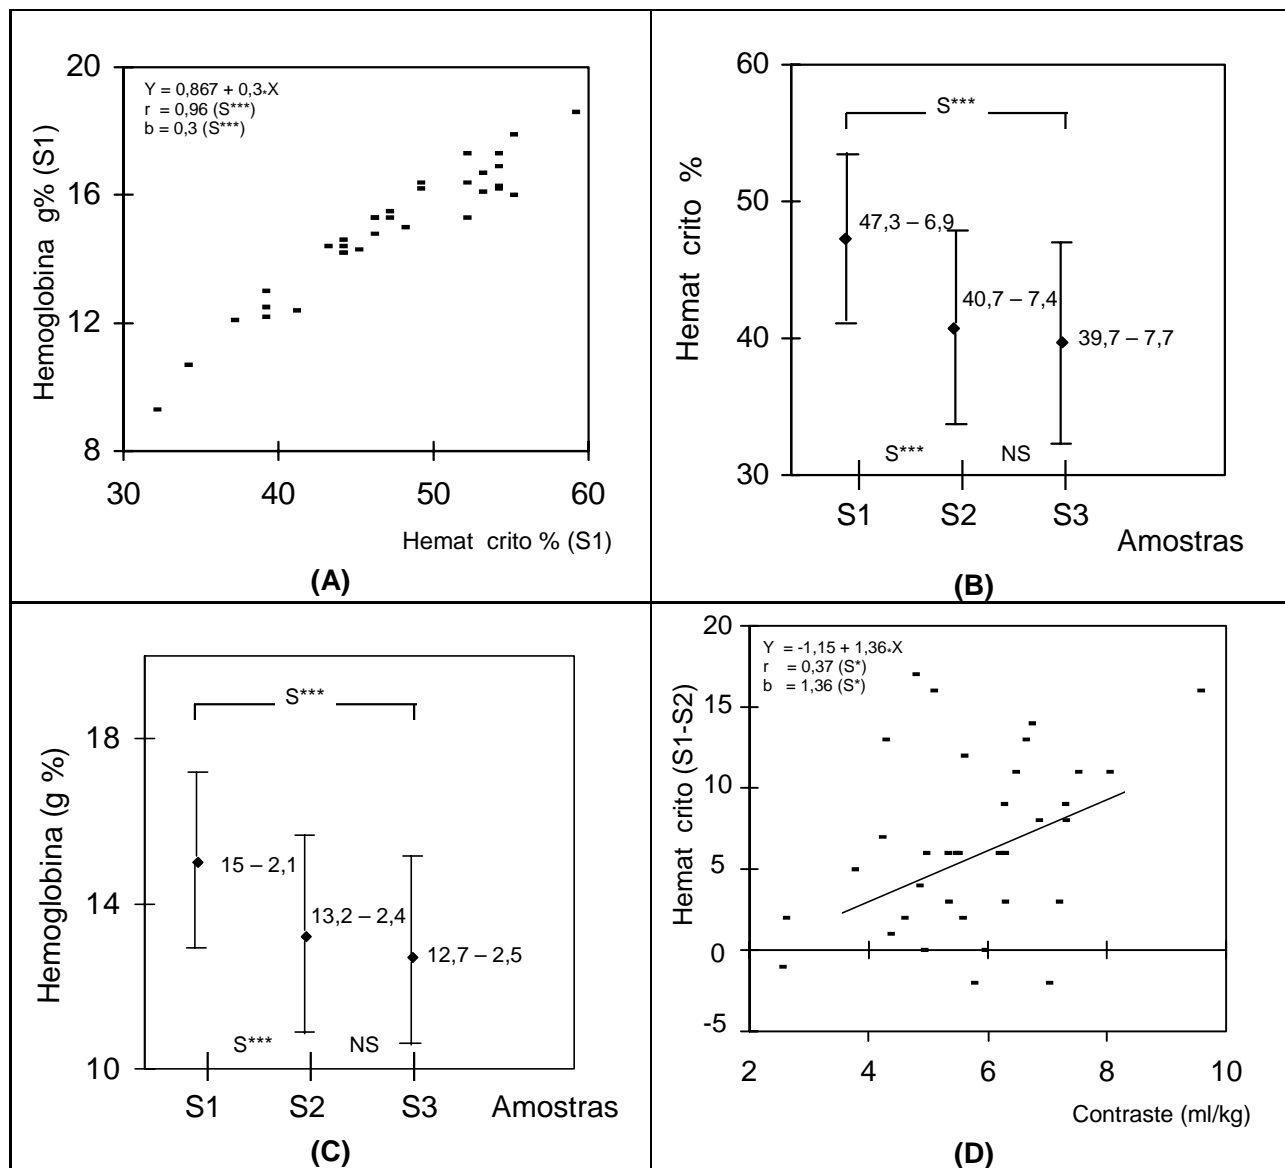 20
Y = 0,867 + 0,3*X
r = 0,96 (S***)
b = 0,3 (S***)
16
12
8
Hemoglobina g% (S1)
30 40 50 60
Hemat crito % (S1)
(A)
60
S***
50
47,3 – 6,9
40,7 – 7,4
40
39,7 – 7,7
Hemat crito %
S*** NS
30
S1 S2 S3
Amostras
(B)
S***
18
15 – 2,1
14
13,2 – 2,4
12,7 – 2,5
Hemoglobina (g %)
S*** NS
10
S1 S2 S3 Amostras
(C)
20
Y = -1,15 + 1,36*X
r = 0,37 (S*)
b = 1,36 (S*)
15
10
5
0
-5
Hemat crito (S1-S2)
2 4 6 8 10
Contraste (ml/kg)
(D)